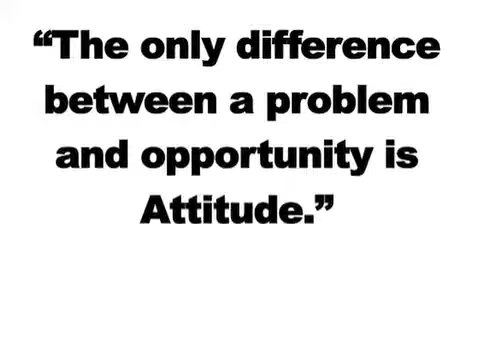 “The only difference
between a problem
and opportunity is
Attitude.”